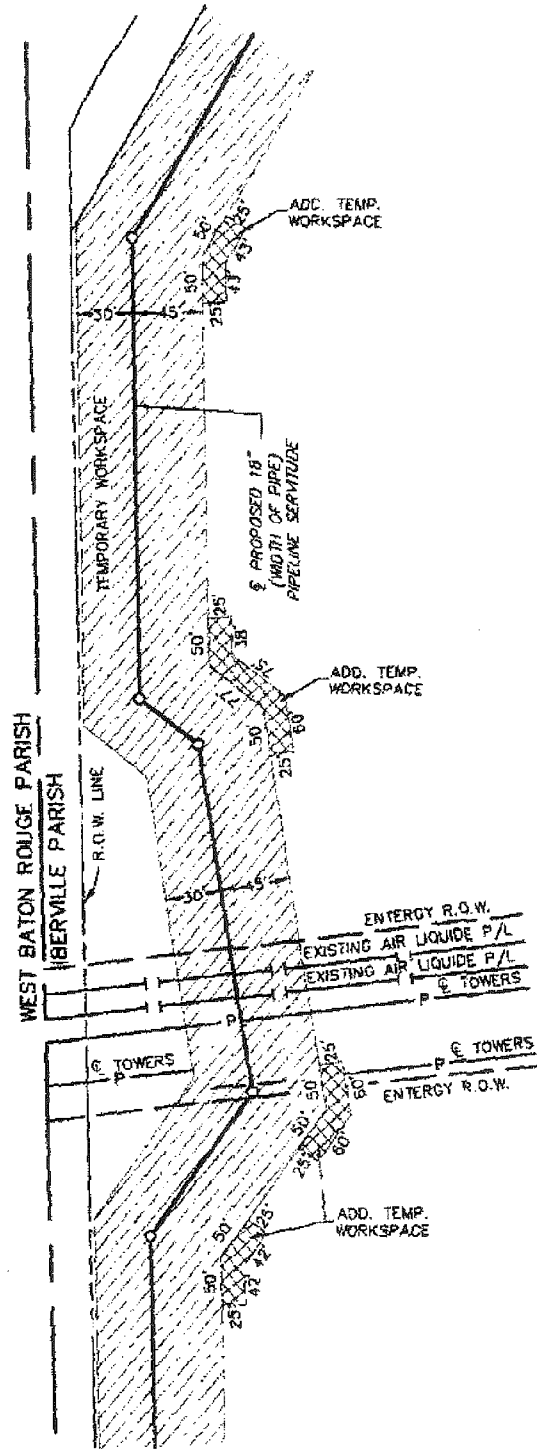 WEST BATON ROUGE PARISH
IBERVILLE PARISH
R.O.W. LINE
TEMPORARY WORKSPACE
30'
5'
50'
25'
43'
50'
43'
25'
ADD. TEMP.
WORKSPACE
℄ PROPOSED 18"
(WIDTH OF PIPE)
PIPELINE SERVITUDE
50'
25'
38'
77'
50'
60'
25'
ADD. TEMP.
WORKSPACE
30'
5'
ENTERGY R.O.W.
EXISTING AIR LIQUIDE P/L
EXISTING AIR LIQUIDE P/L
℄ TOWERS
P
℄ TOWERS
P
℄ TOWERS
P
ENTERGY R.O.W.
50
25'
60'
50'
60'
25'
ADD. TEMP.
WORKSPACE
50'
25'
42'
50'
42'
25'